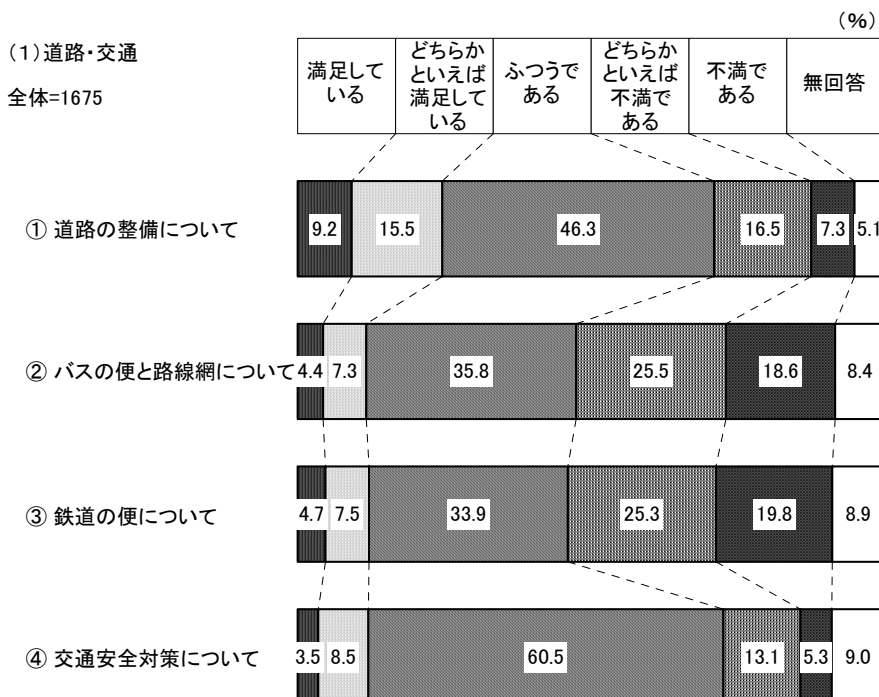 (%)
(1)道路・交通
全体=1675
満足して
いる
どちらか
といえば
満足して
いる
ふつうで
ある
どちらか
といえば
不満で
ある
不満で
ある
無回答
① 道路の整備について
9.2 15.5 46.3 16.5 7.3 5.1
② バスの便と路線網について
4.4 7.3 35.8 25.5 18.6 8.4
③ 鉄道の便について
4.7 7.5 33.9 25.3 19.8 8.9
④ 交通安全対策について
3.5 8.5 60.5 13.1 5.3 9.0